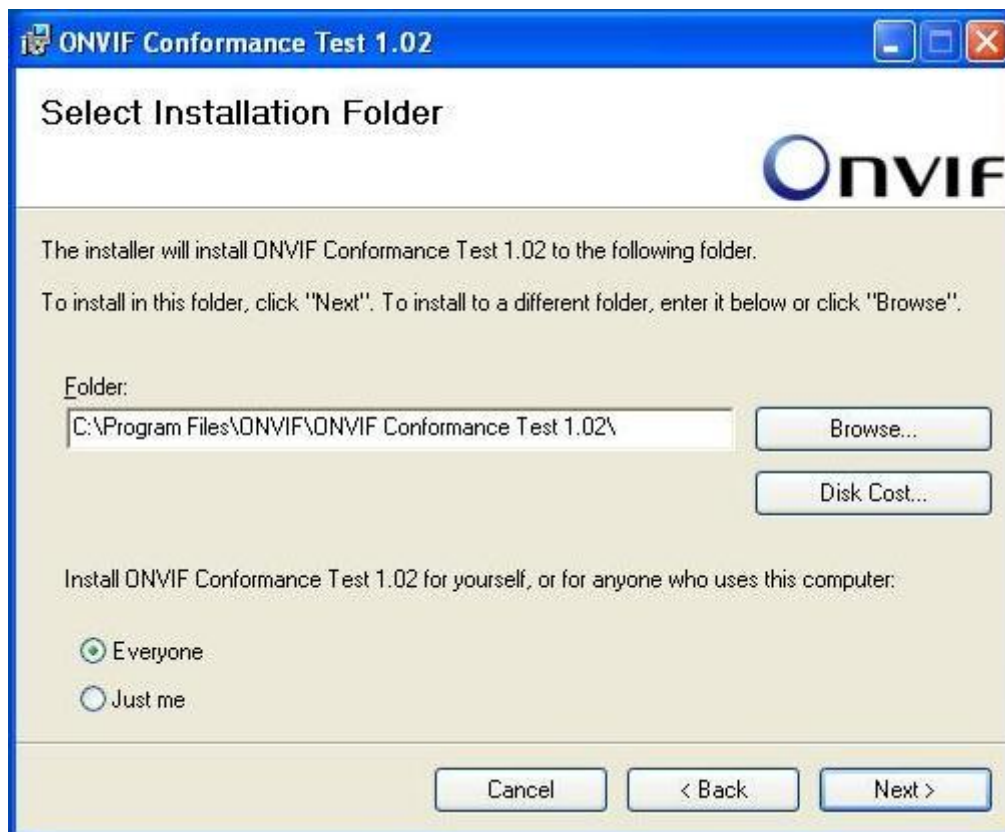 ONVIF Conformance Test 1.02
Select Installation Folder
ONVIF
The installer will install ONVIF Conformance Test 1.02 to the following folder.
To install in this folder, click "Next". To install to a different folder, enter it below or click "Browse".
Folder:
C:\Program Files\ONVIF\ONVIF Conformance Test 1.02\
Browse...
Disk Cost...
Install ONVIF Conformance Test 1.02 for yourself, or for anyone who uses this computer:
Everyone
Just me
Cancel
< Back
Next >